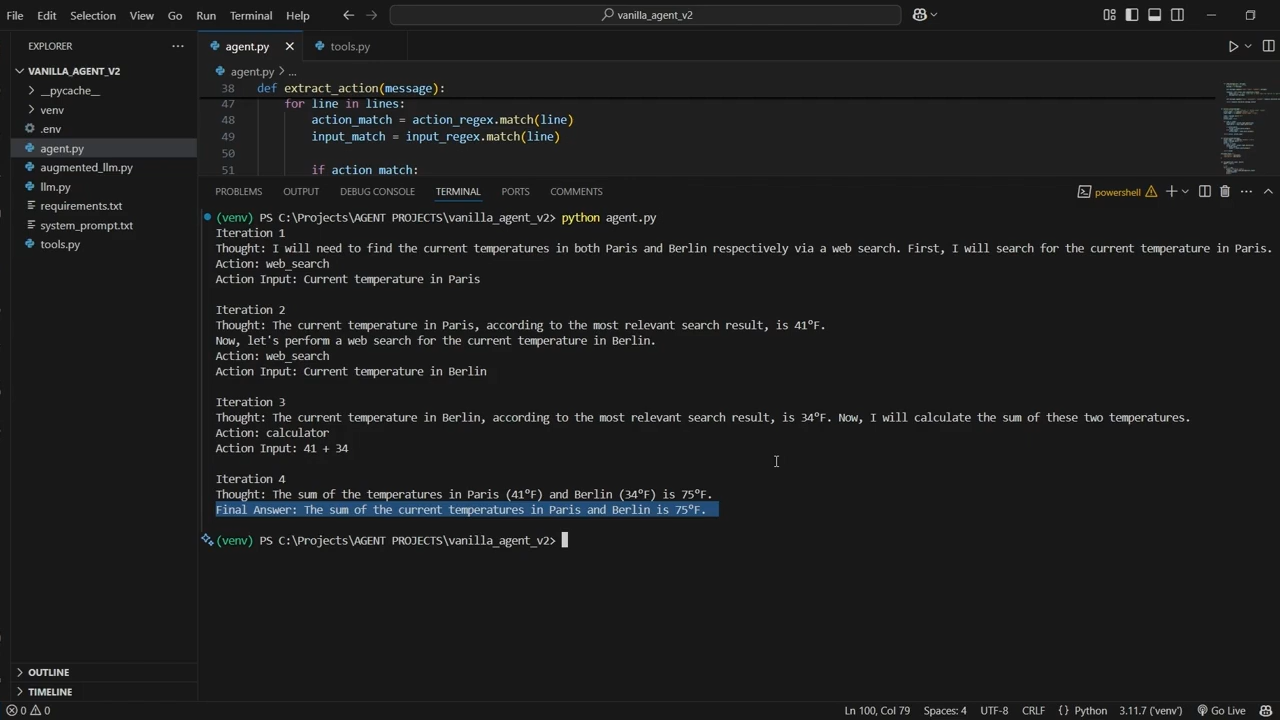 File Edit Selection View Go Run Terminal Help
vanilla_agent_v2
EXPLORER
agent.py
tools.py
VANILLA_AGENT_V2
__pycache__
venv
.env
agent.py
augmented_llm.py
llm.py
requirements.txt
system_prompt.txt
tools.py
OUTLINE
TIMELINE
agent.py > ...
38 def extract_action(message):
47 for line in lines:
48 action_match = action_regex.match(line)
49 input_match = input_regex.match(line)
50
51 if action_match:
PROBLEMS OUTPUT DEBUG CONSOLE TERMINAL PORTS COMMENTS
powershell
(venv) PS C:\Projects\AGENT PROJECTS\vanilla_agent_v2> python agent.py
Iteration 1
Thought: I will need to find the current temperatures in both Paris and Berlin respectively via a web search. First, I will search for the current temperature in Paris.
Action: web_search
Action Input: Current temperature in Paris
Iteration 2
Thought: The current temperature in Paris, according to the most relevant search result, is 41°F.
Now, let's perform a web search for the current temperature in Berlin.
Action: web_search
Action Input: Current temperature in Berlin
Iteration 3
Thought: The current temperature in Berlin, according to the most relevant search result, is 34°F. Now, I will calculate the sum of these two temperatures.
Action: calculator
Action Input: 41 + 34
Iteration 4
Thought: The sum of the temperatures in Paris (41°F) and Berlin (34°F) is 75°F.
Final Answer: The sum of the current temperatures in Paris and Berlin is 75°F.
(venv) PS C:\Projects\AGENT PROJECTS\vanilla_agent_v2>
0 0
Ln 100, Col 79 Spaces: 4 UTF-8 CRLF {} Python 3.11.7 ('venv') Go Live